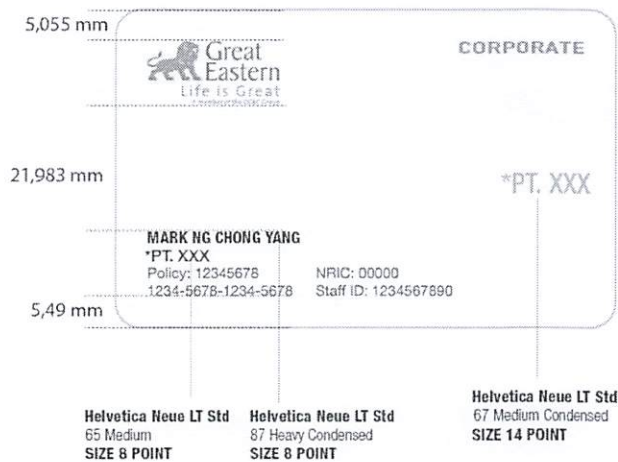 5,055 mm
Great
Eastern
Life is Great
CORPORATE
21,983 mm
*PT. XXX
MARK NG CHONG YANG
*PT. XXX
Policy: 12345678 NRIC: 00000
1234-5678-1234-5678 Staff ID: 1234567890
5,49 mm
Helvetica Neue LT Std
65 Medium
SIZE 8 POINT
Helvetica Neue LT Std
87 Heavy Condensed
SIZE 8 POINT
Helvetica Neue LT Std
67 Medium Condensed
SIZE 14 POINT